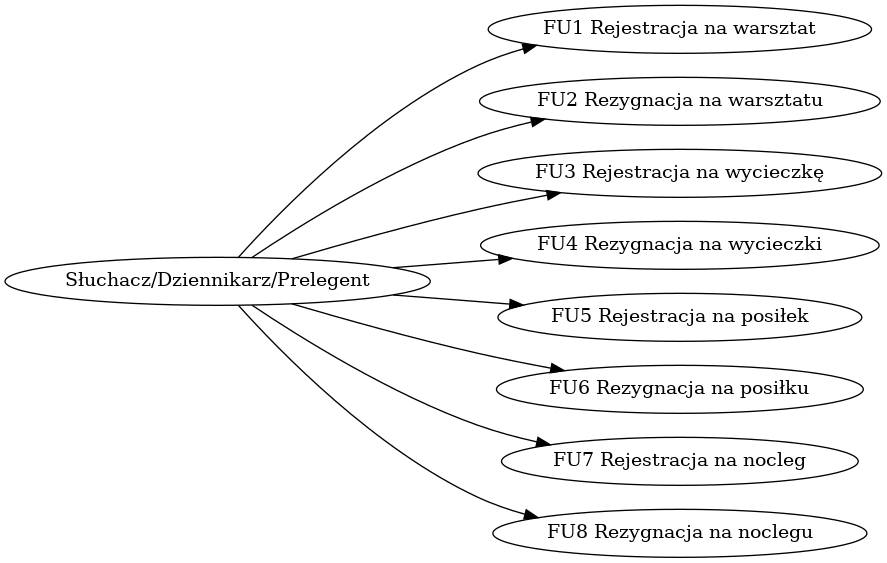 FU1 Rejestracja na warsztat
FU2 Rezygnacja na warsztatu
FU3 Rejestracja na wycieczkę
FU4 Rezygnacja na wycieczki
Słuchacz/Dziennikarz/Prelegent
FU5 Rejestracja na posiłek
FU6 Rezygnacja na posiłku
FU7 Rejestracja na nocleg
FU8 Rezygnacja na noclegu